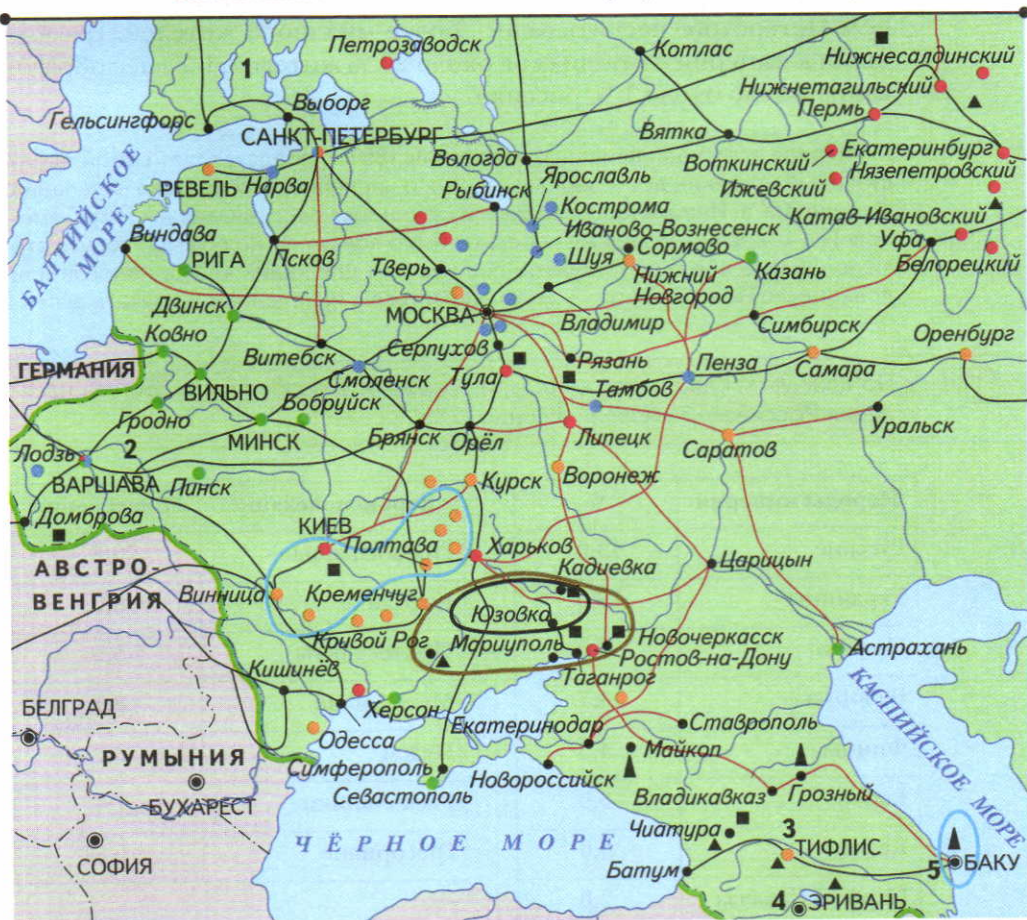 Петрозаводск
Котлас
Нижнесалдинский
1
Выборг
Нижнетагильский
Пермь
Гельсингфорс
САНКТ-ПЕТЕРБУРГ
Вятка
Вологда
Воткинский
Екатеринбург
РЕВЕЛЬ
Нарва
Ярославль
Ижевский
Нязепетровский
Рыбинск
Кострома
БАЛТИЙСКОЕ
МОРЕ
Виндава
Иваново-Вознесенск
Катав-Ивановский
РИГА
Псков
Тверь
Шуя
Сормово
Уфа
Казань
Белорецкий
Нижний
Новгород
Двинск
МОСКВА
Владимир
Симбирск
Оренбург
Ковно
Витебск
Серпухов
Рязань
ГЕРМАНИЯ
Смоленск
Тула
Пенза
Самара
ВИЛЬНО
Тамбов
Гродно
Бобруйск
МИНСК
Брянск
Орёл
Липецк
Уральск
Лодзь
2
Саратов
ВАРШАВА
Пинск
Курск
Воронеж
Домброва
КИЕВ
Полтава
Харьков
Царицын
АВСТРО-
ВЕНГРИЯ
Кадиевка
Винница
Кременчуг
Юзовка
Кривой Рог
Мариуполь
Новочеркасск
Ростов-на-Дону
Астрахань
Кишинёв
Таганрог
БЕЛГРАД
Херсон
Екатеринодар
Ставрополь
КАСПИЙСКОЕ МОРЕ
РУМЫНИЯ
Одесса
Майкоп
Симферополь
Новороссийск
БУХАРЕСТ
Севастополь
Владикавказ
Грозный
СОФИЯ
ЧЁРНОЕ МОРЕ
Чиатура
3
ТИФЛИС
Батум
5
БАКУ
4
ЭРИВАНЬ